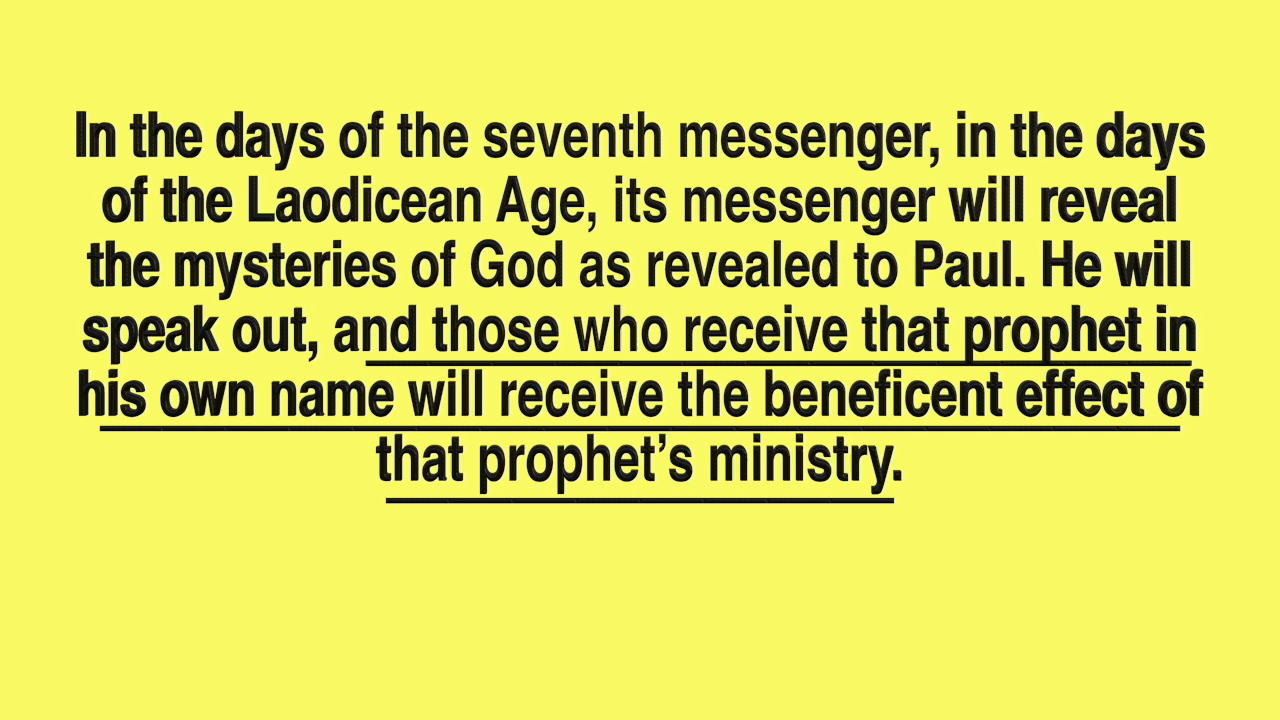 In the days of the seventh messenger, in the days
of the Laodicean Age, its messenger will reveal
the mysteries of God as revealed to Paul. He will
speak out, and those who receive that prophet in
his own name will receive the beneficent effect of
that prophet’s ministry.